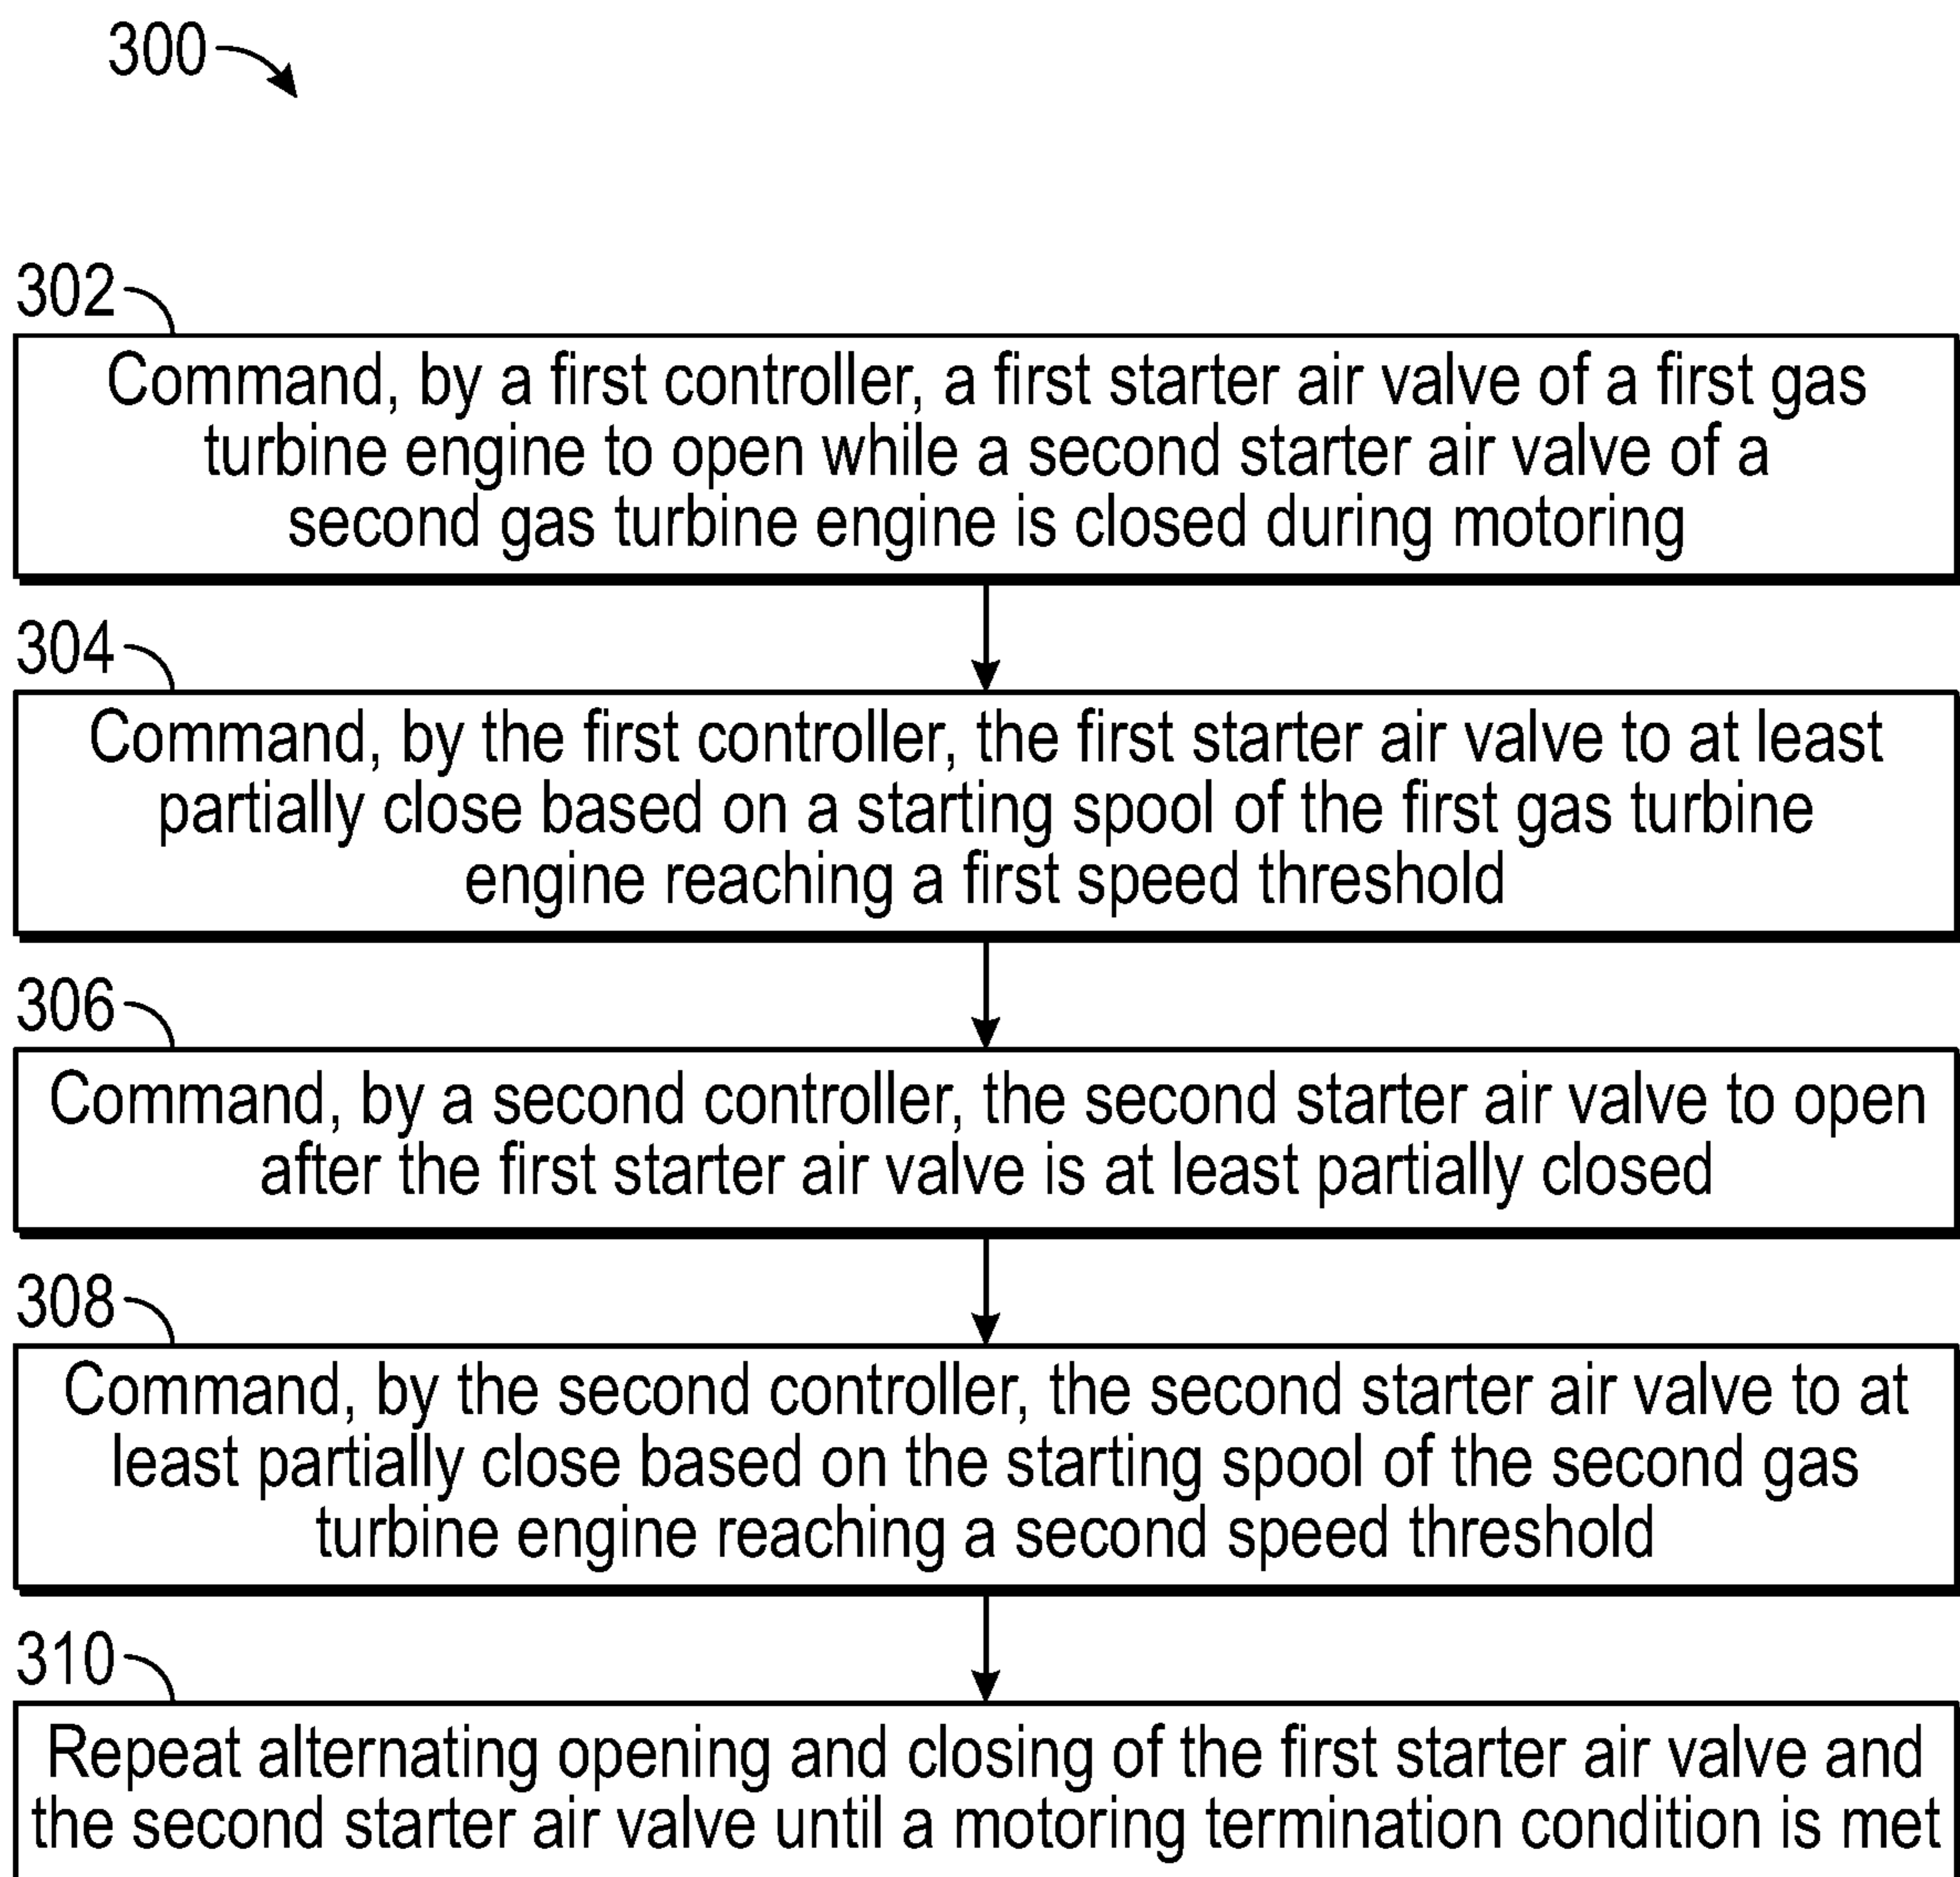 300
302
Command, by a first controller, a first starter air valve of a first gas
turbine engine to open while a second starter air valve of a
second gas turbine engine is closed during motoring
304
Command, by the first controller, the first starter air valve to at least
partially close based on a starting spool of the first gas turbine
engine reaching a first speed threshold
306
Command, by a second controller, the second starter air valve to open
after the first starter air valve is at least partially closed
308
Command, by the second controller, the second starter air valve to at
least partially close based on the starting spool of the second gas
turbine engine reaching a second speed threshold
310
Repeat alternating opening and closing of the first starter air valve and
the second starter air valve until a motoring termination condition is met